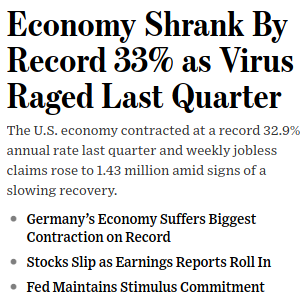 Economy Shrank By
Record 33% as Virus
Raged Last Quarter
The U.S. economy contracted at a record 32.9%
annual rate last quarter and weekly jobless
claims rose to 1.43 million amid signs of a
slowing recovery.
Germany's Economy Suffers Biggest
Contraction on Record
Stocks Slip as Earnings Reports Roll In
Fed Maintains Stimulus Commitment